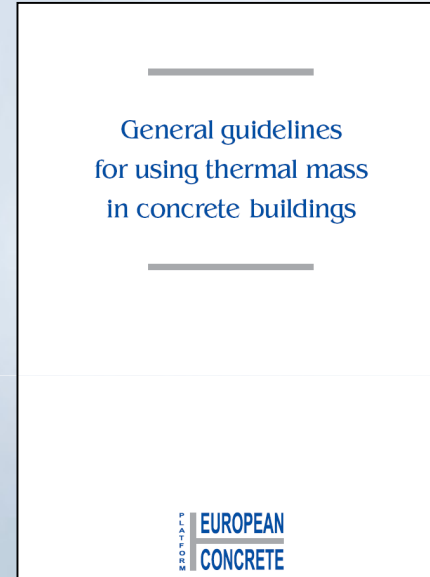 General guidelines
for using thermal mass
in concrete buildings
PLATFORM
EUROPEAN
CONCRETE